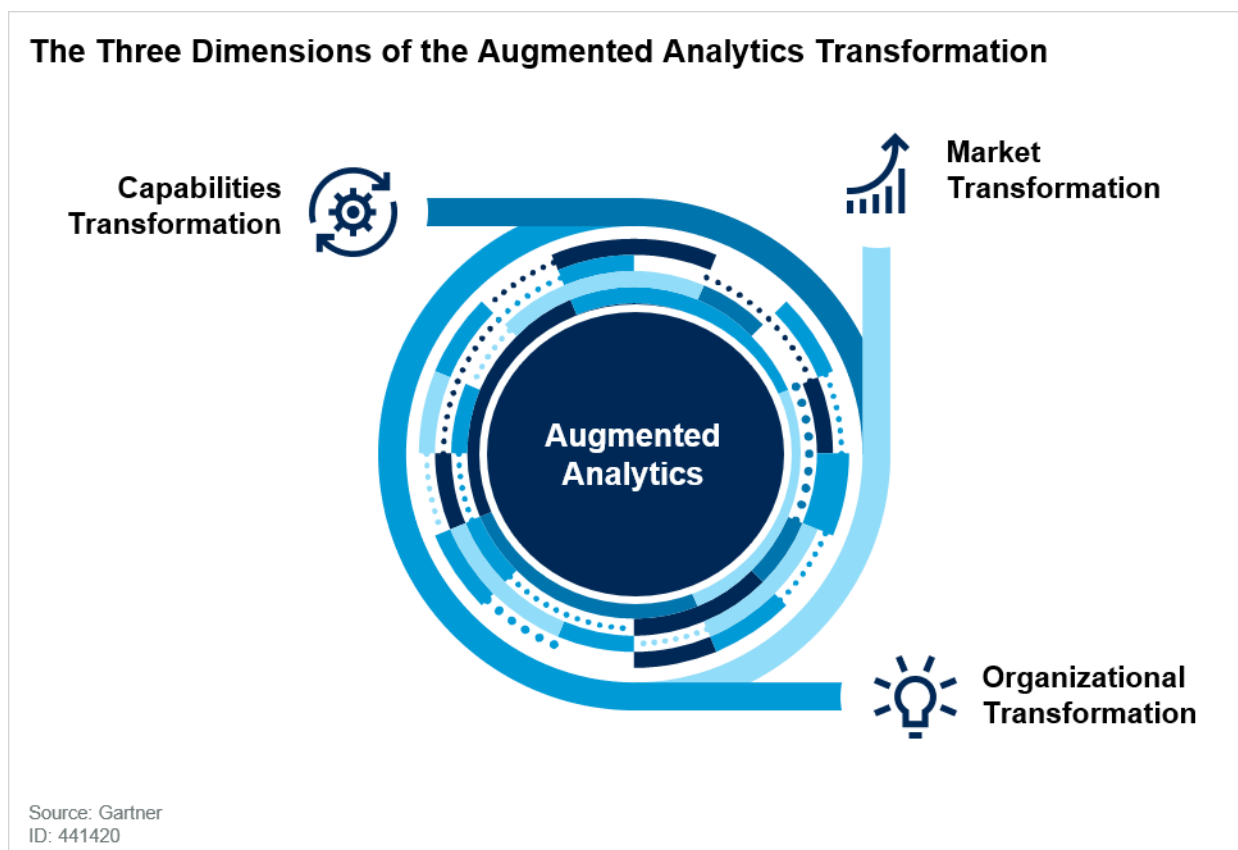 The Three Dimensions of the Augmented Analytics Transformation
Capabilities
Transformation
Market
Transformation
Augmented
Analytics
Organizational
Transformation
Source: Gartner
ID: 441420